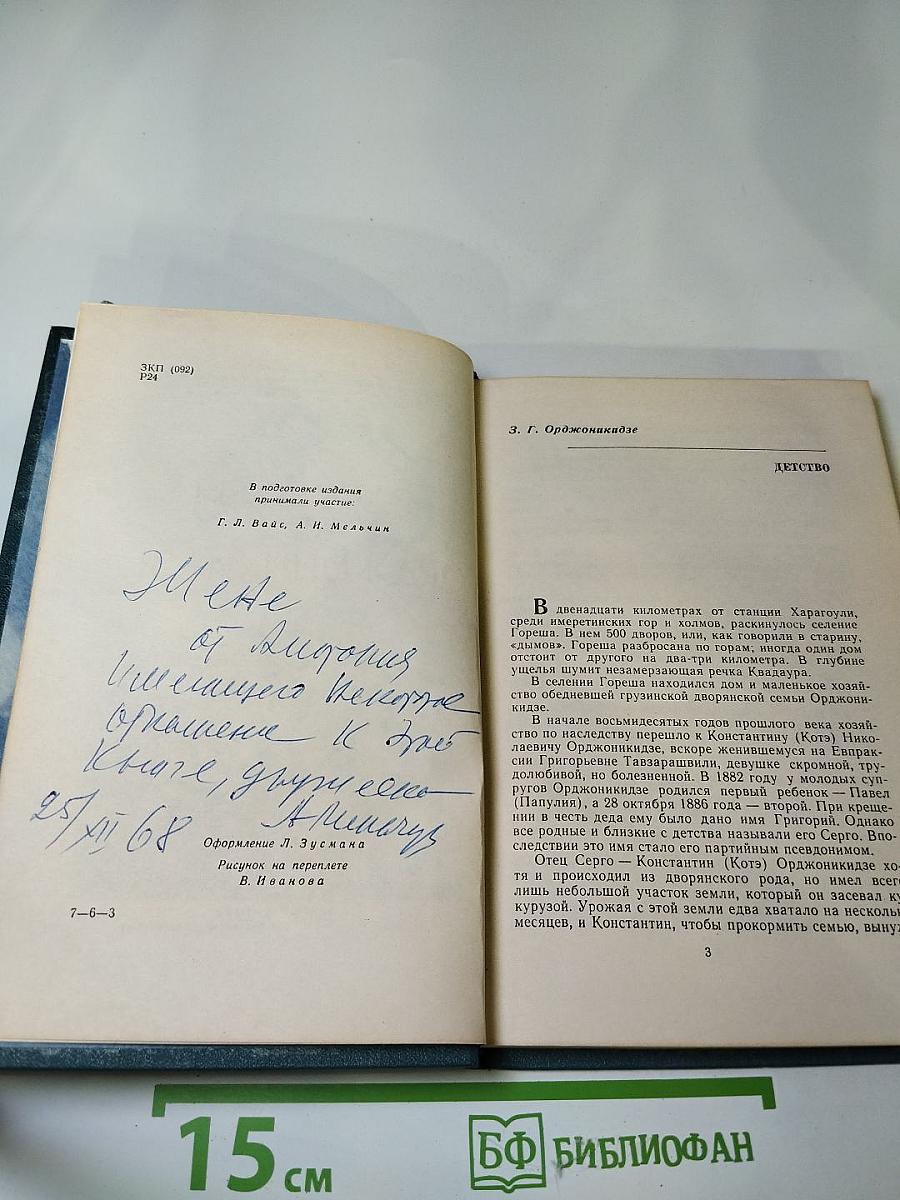 ЗКП (092)
Р24
В подготовке издания
принимали участие:
Г. Л. Вайс, А. И. Мельчин
Жене
от Анатолия
имеющего некоторое
отношение к этой
книге, дружески
25/XII 68
Оформление Л. Зусмана
Рисунок на переплете
В. Иванова
7—6—3
З. Г. Орджоникидзе
ДЕТСТВО
В двенадцати километрах от станции Харагоули,
среди имеретинских гор и холмов, раскинулось селение
Гореша. В нем 500 дворов, или, как говорили в старину,
«дымов». Гореша разбросана по горам; иногда один дом
отстоит от другого на два-три километра. В глубине
ущелья шумит незамерзающая речка Квадаура.
В селении Гореша находился дом и маленькое хозяй-
ство обедневшей грузинской дворянской семьи Орджони-
кидзе.
В начале восьмидесятых годов прошлого века хозяй-
ство по наследству перешло к Константину (Котэ) Нико-
лаевичу Орджоникидзе, вскоре женившемуся на Евпрак-
сии Григорьевне Тавзарашвили, девушке скромной, тру-
долюбивой, но болезненной. В 1882 году у молодых суп-
ругов Орджоникидзе родился первый ребенок — Павел
(Папулия), а 28 октября 1886 года — второй. При креще-
нии в честь деда ему было дано имя Григорий. Однако
все родные и близкие с детства называли его Серго. Впо-
следствии это имя стало его партийным псевдонимом.
Отец Серго — Константин (Котэ) Орджоникидзе хо-
тя и происходил из дворянского рода, но имел всего
лишь небольшой участок земли, который он засевал ку
курузой. Урожая с этой земли едва хватало на несколь
месяцев, и Константин, чтобы прокормить семью, выну
3
15 см
БФ БИБЛИОФАН